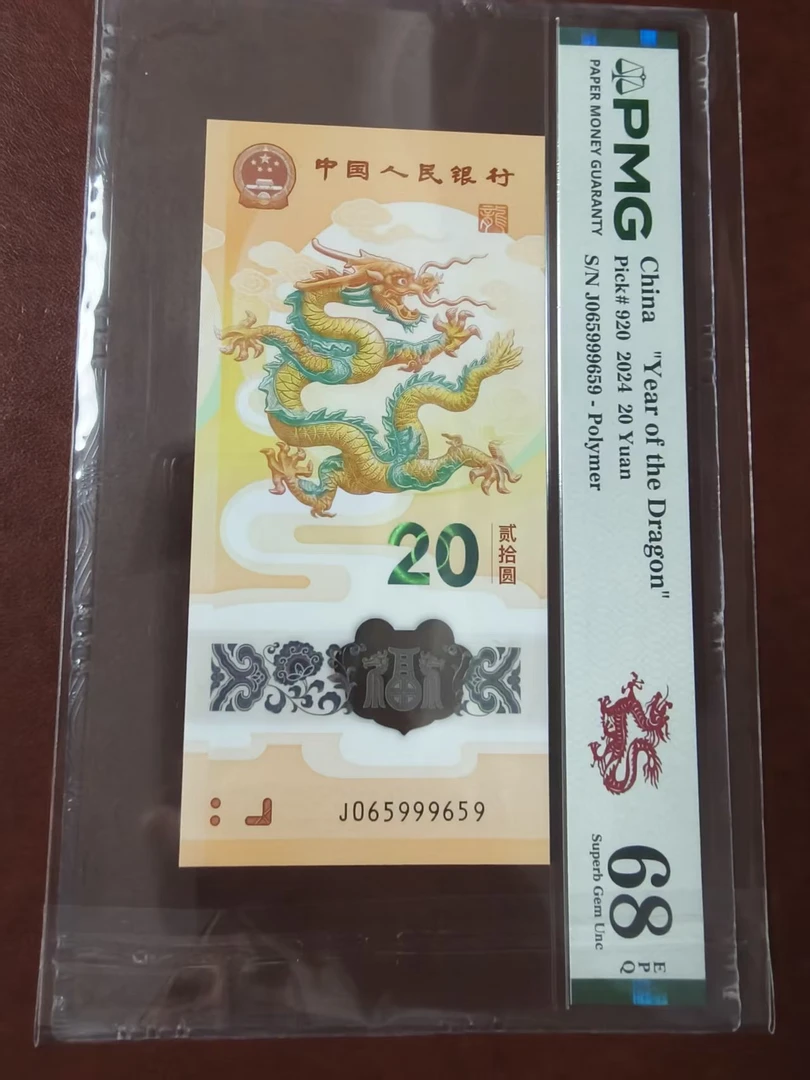 中国人民银行
龍
20
贰拾圆
J065999659
PMG
PAPER MONEY GUARANTY
China "Year of the Dragon"
Pick# 920 2024 20 Yuan
S/N J065999659 - Polymer
68
EPQ
Superb Gem Unc